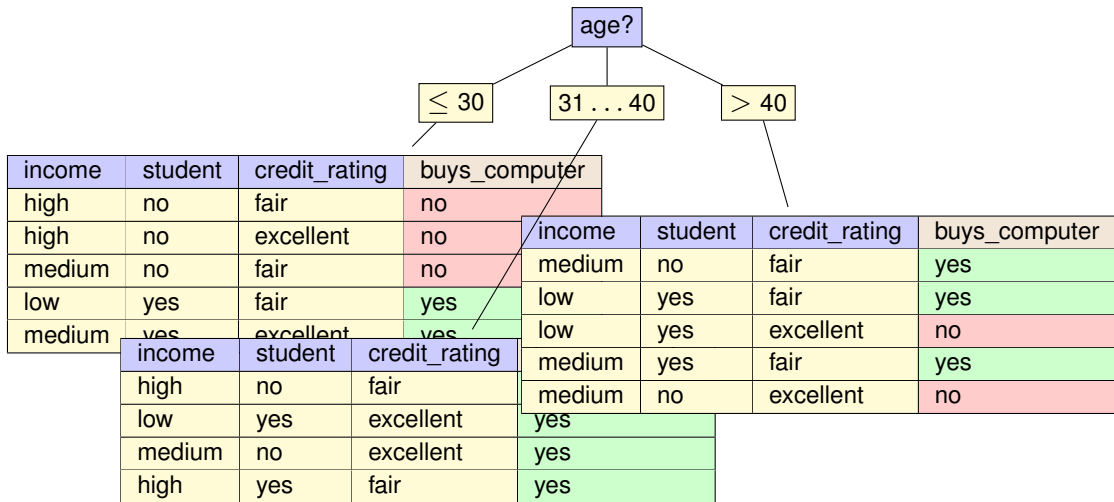 age?
≤ 30 31 . . . 40 > 40
income student credit_rating buys_computer
high no fair no
high no excellent no
medium no fair no
low yes fair yes
medium yes excellent yes
income student credit_rating
high no fair
low yes excellent yes
medium no excellent yes
high yes fair yes
income student credit_rating buys_computer
medium no fair yes
low yes fair yes
low yes excellent no
medium yes fair yes
medium no excellent no